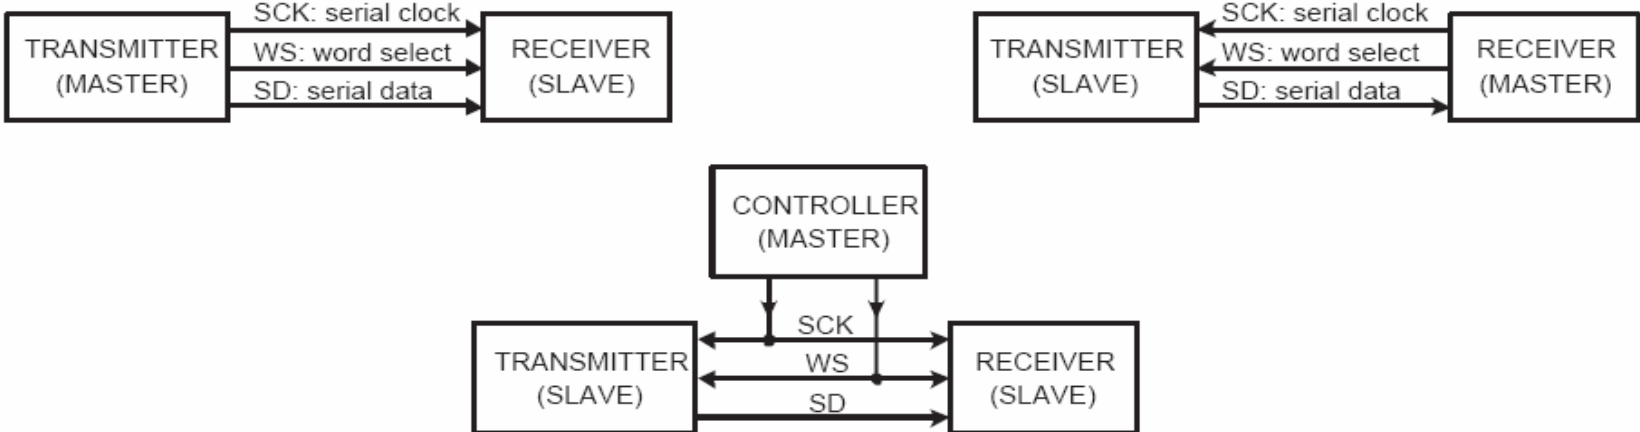 SCK: serial clock
TRANSMITTER
(MASTER)
WS: word select
SD: serial data
RECEIVER
(SLAVE)
SCK: serial clock
TRANSMITTER
(SLAVE)
WS: word select
SD: serial data
RECEIVER
(MASTER)
CONTROLLER
(MASTER)
TRANSMITTER
(SLAVE)
SCK
WS
SD
RECEIVER
(SLAVE)